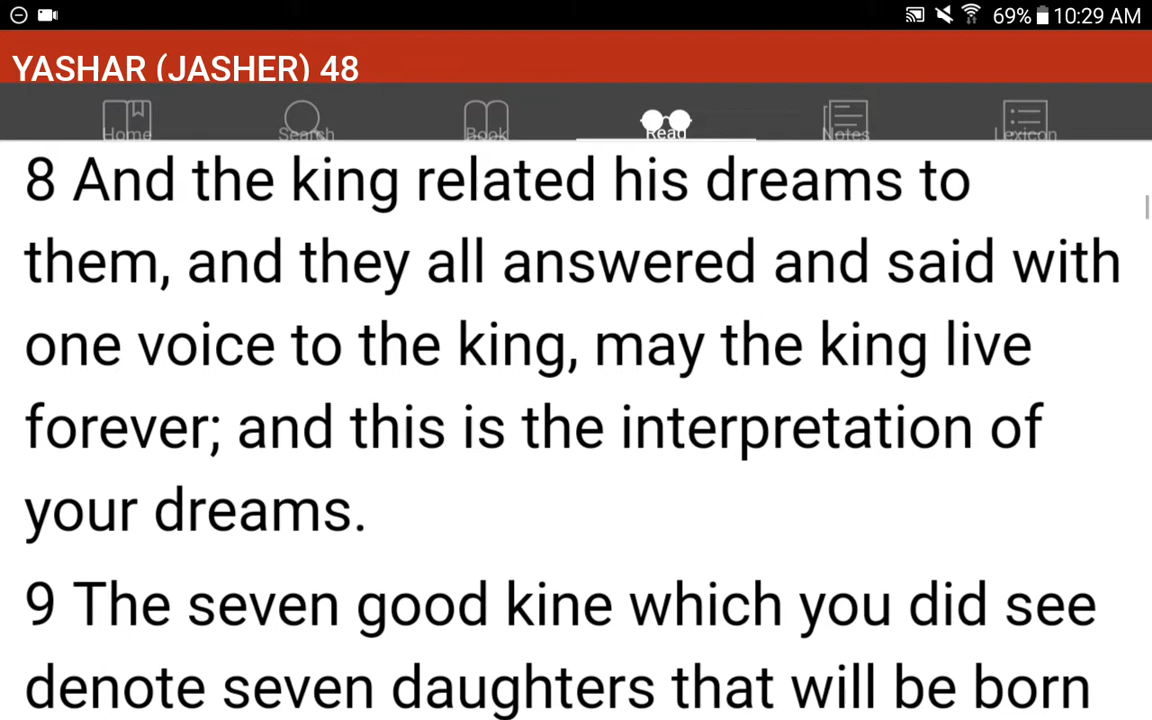 69% 10:29 AM
YASHAR (JASHER) 48
Home Search Book Read Notes Lexicon
8 And the king related his dreams to
them, and they all answered and said with
one voice to the king, may the king live
forever; and this is the interpretation of
your dreams.
9 The seven good kine which you did see
denote seven daughters that will be born